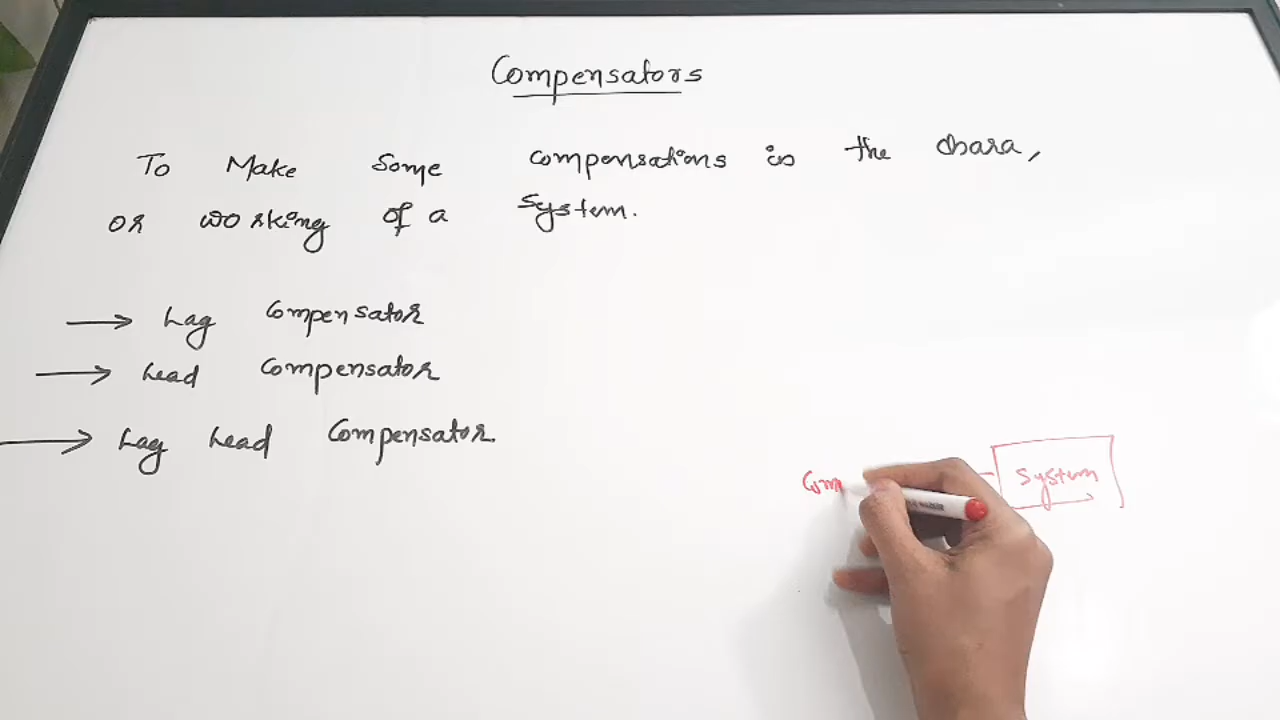 Compensators
To Make Some compensations in the chara,
or working of a system.
Lag Compensator
Lead Compensator
Lag Lead Compensator.
Com System